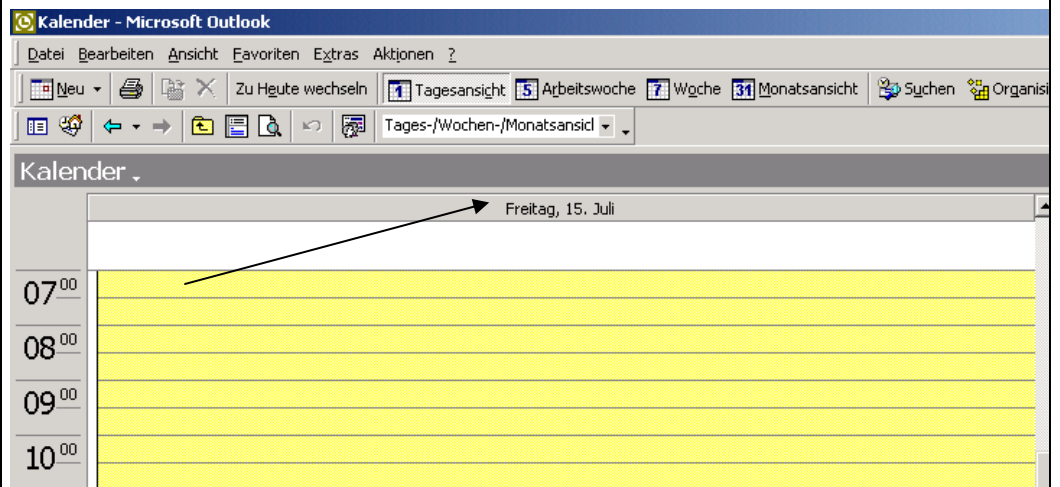 Kalender - Microsoft Outlook
Datei Bearbeiten Ansicht Favoriten Extras Aktionen ?
Neu Zu Heute wechseln 1 Tagesansicht 5 Arbeitswoche 7 Woche 31 Monatsansicht Suchen Organisi
Tages-/Wochen-/Monatsansicl
Kalender
Freitag, 15. Juli
07 00
08 00
09 00
10 00